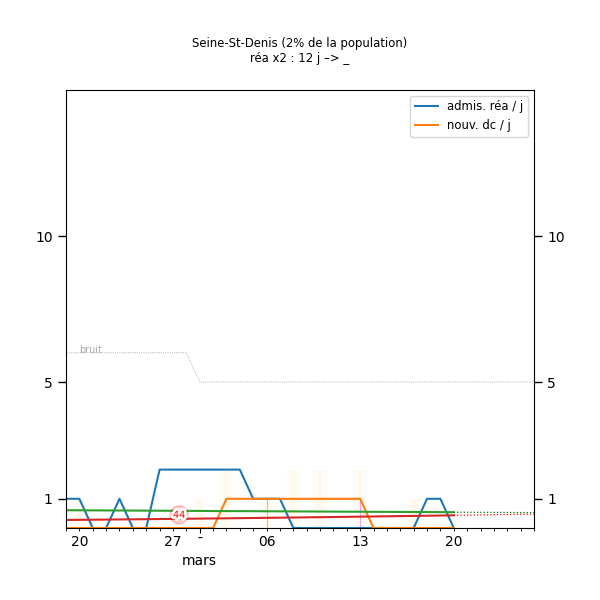 Seine-St-Denis (2% de la population)
réa x2 : 12 j –> _
admis. réa / j
nouv. dc / j
10 10
bruit
5 5
1 1
44
20 27 - 06 13 20
mars